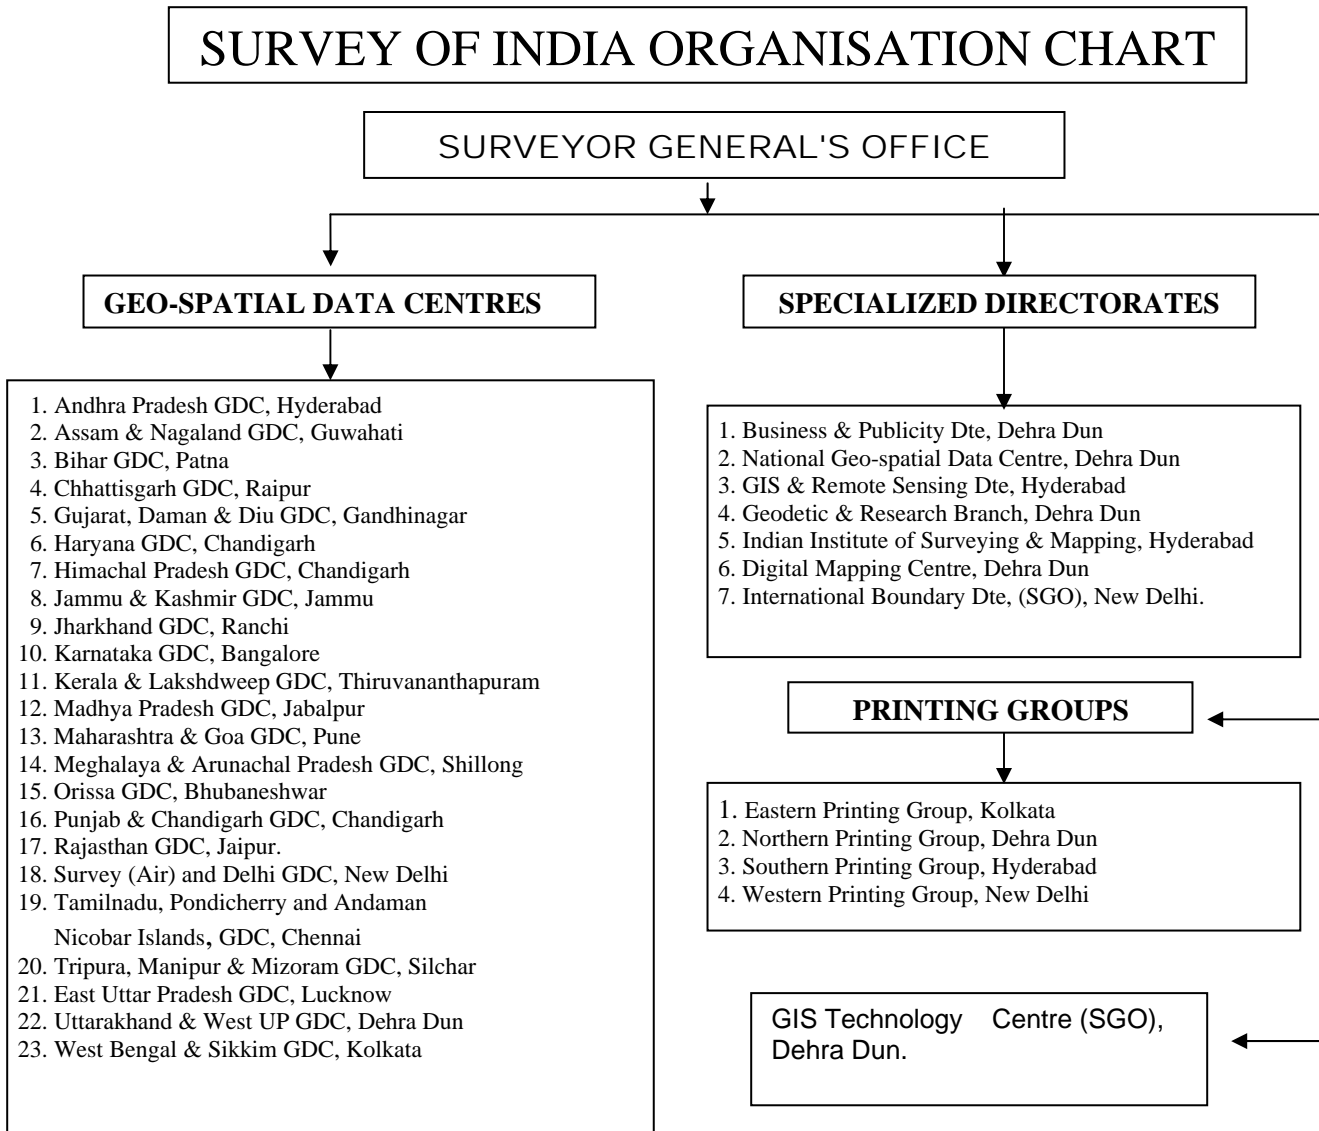 SURVEY OF INDIA ORGANISATION CHART
SURVEYOR GENERAL'S OFFICE
GEO-SPATIAL DATA CENTRES
1. Andhra Pradesh GDC, Hyderabad
2. Assam & Nagaland GDC, Guwahati
3. Bihar GDC, Patna
4. Chhattisgarh GDC, Raipur
5. Gujarat, Daman & Diu GDC, Gandhinagar
6. Haryana GDC, Chandigarh
7. Himachal Pradesh GDC, Chandigarh
8. Jammu & Kashmir GDC, Jammu
9. Jharkhand GDC, Ranchi
10. Karnataka GDC, Bangalore
11. Kerala & Lakshdweep GDC, Thiruvananthapuram
12. Madhya Pradesh GDC, Jabalpur
13. Maharashtra & Goa GDC, Pune
14. Meghalaya & Arunachal Pradesh GDC, Shillong
15. Orissa GDC, Bhubaneshwar
16. Punjab & Chandigarh GDC, Chandigarh
17. Rajasthan GDC, Jaipur.
18. Survey (Air) and Delhi GDC, New Delhi
19. Tamilnadu, Pondicherry and Andaman
Nicobar Islands, GDC, Chennai
20. Tripura, Manipur & Mizoram GDC, Silchar
21. East Uttar Pradesh GDC, Lucknow
22. Uttarakhand & West UP GDC, Dehra Dun
23. West Bengal & Sikkim GDC, Kolkata
SPECIALIZED DIRECTORATES
1. Business & Publicity Dte, Dehra Dun
2. National Geo-spatial Data Centre, Dehra Dun
3. GIS & Remote Sensing Dte, Hyderabad
4. Geodetic & Research Branch, Dehra Dun
5. Indian Institute of Surveying & Mapping, Hyderabad
6. Digital Mapping Centre, Dehra Dun
7. International Boundary Dte, (SGO), New Delhi.
PRINTING GROUPS
1. Eastern Printing Group, Kolkata
2. Northern Printing Group, Dehra Dun
3. Southern Printing Group, Hyderabad
4. Western Printing Group, New Delhi
GIS Technology Centre (SGO),
Dehra Dun.